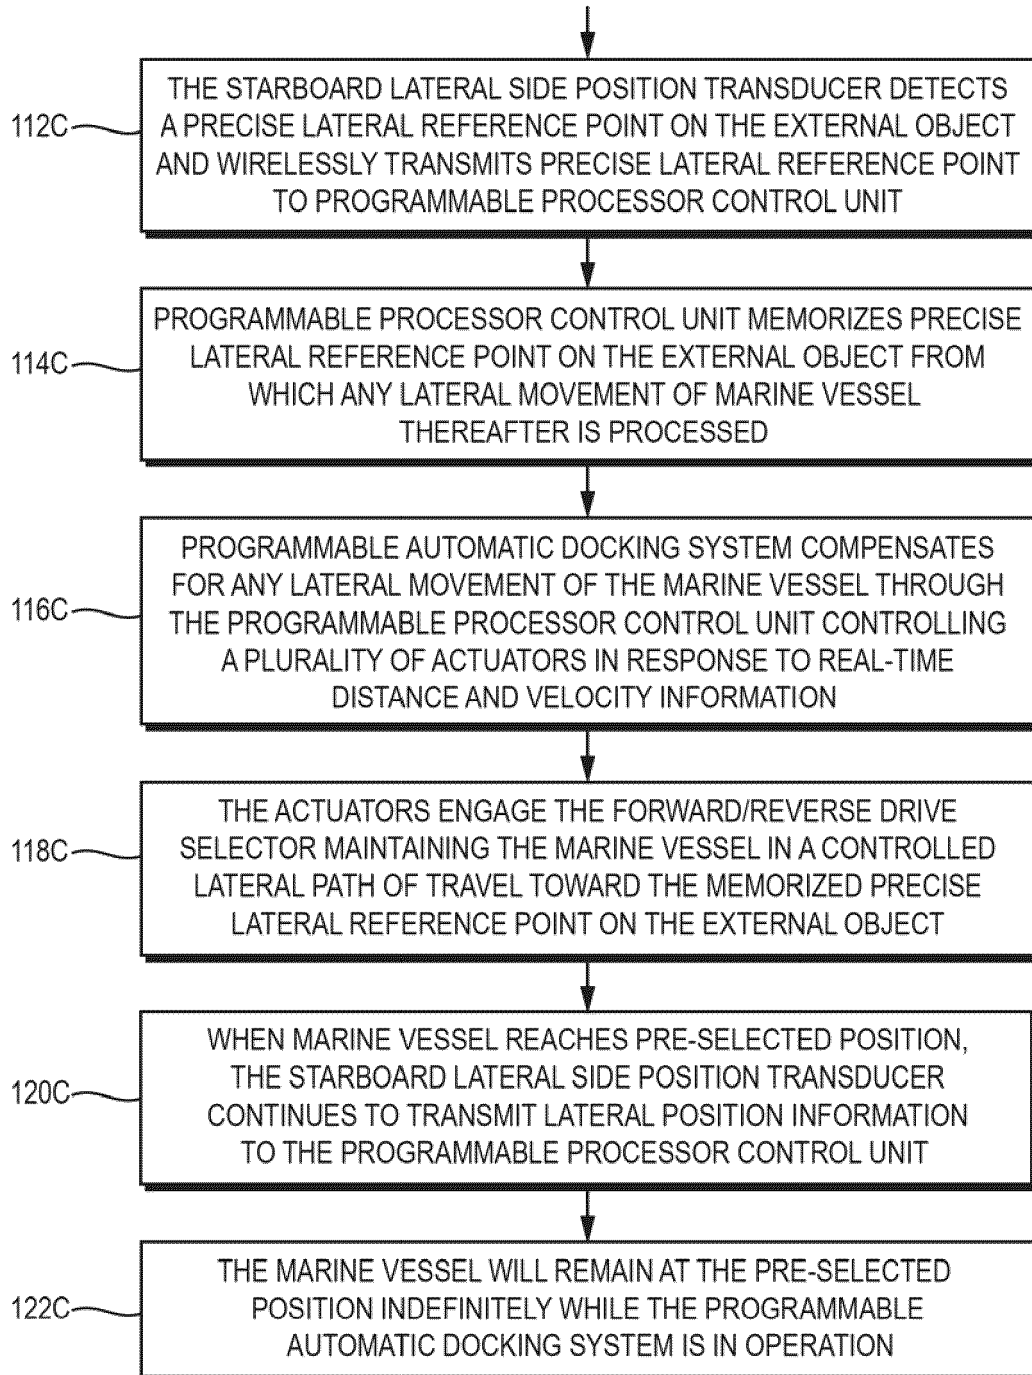 112C
THE STARBOARD LATERAL SIDE POSITION TRANSDUCER DETECTS
A PRECISE LATERAL REFERENCE POINT ON THE EXTERNAL OBJECT
AND WIRELESSLY TRANSMITS PRECISE LATERAL REFERENCE POINT
TO PROGRAMMABLE PROCESSOR CONTROL UNIT
114C
PROGRAMMABLE PROCESSOR CONTROL UNIT MEMORIZES PRECISE
LATERAL REFERENCE POINT ON THE EXTERNAL OBJECT FROM
WHICH ANY LATERAL MOVEMENT OF MARINE VESSEL
THEREAFTER IS PROCESSED
116C
PROGRAMMABLE AUTOMATIC DOCKING SYSTEM COMPENSATES
FOR ANY LATERAL MOVEMENT OF THE MARINE VESSEL THROUGH
THE PROGRAMMABLE PROCESSOR CONTROL UNIT CONTROLLING
A PLURALITY OF ACTUATORS IN RESPONSE TO REAL-TIME
DISTANCE AND VELOCITY INFORMATION
118C
THE ACTUATORS ENGAGE THE FORWARD/REVERSE DRIVE
SELECTOR MAINTAINING THE MARINE VESSEL IN A CONTROLLED
LATERAL PATH OF TRAVEL TOWARD THE MEMORIZED PRECISE
LATERAL REFERENCE POINT ON THE EXTERNAL OBJECT
120C
WHEN MARINE VESSEL REACHES PRE-SELECTED POSITION,
THE STARBOARD LATERAL SIDE POSITION TRANSDUCER
CONTINUES TO TRANSMIT LATERAL POSITION INFORMATION
TO THE PROGRAMMABLE PROCESSOR CONTROL UNIT
122C
THE MARINE VESSEL WILL REMAIN AT THE PRE-SELECTED
POSITION INDEFINITELY WHILE THE PROGRAMMABLE
AUTOMATIC DOCKING SYSTEM IS IN OPERATION